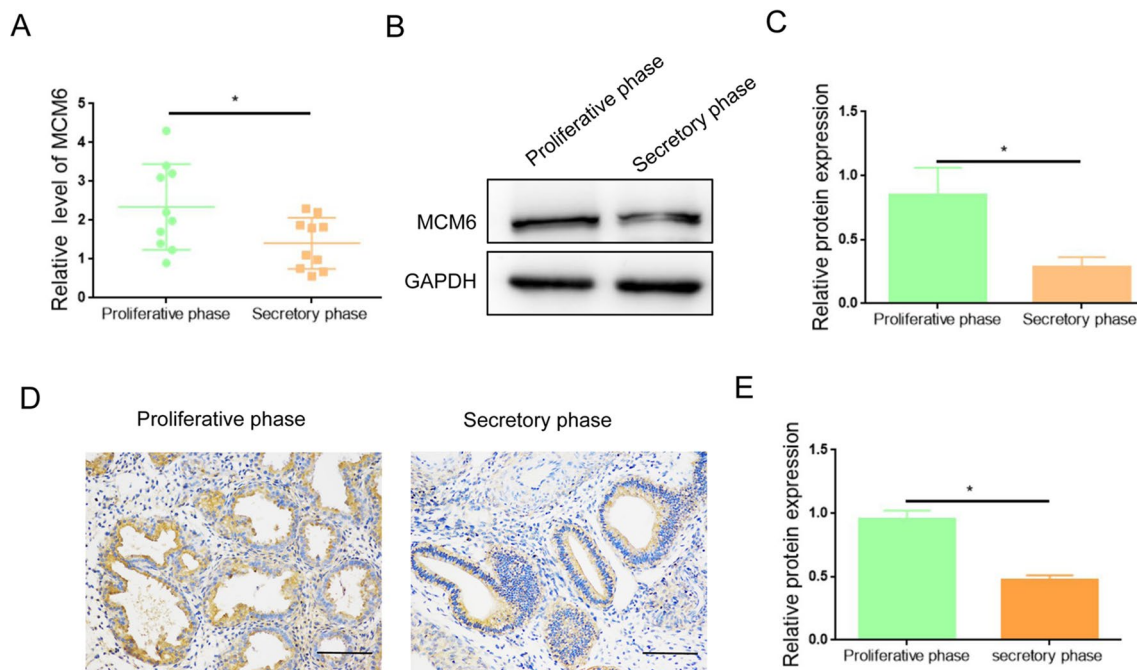 A
Relative level of MCM6
5
4
3
2
1
0
*
Proliferative phase
Secretory phase
B
Proliferative phase
Secretory phase
MCM6
GAPDH
C
Relative protein expression
1.5
1.0
0.5
0.0
*
Proliferative phase
Secretory phase
D
Proliferative phase
Secretory phase
E
Relative protein expression
1.5
1.0
0.5
0.0
*
Proliferative phase
secretory phase